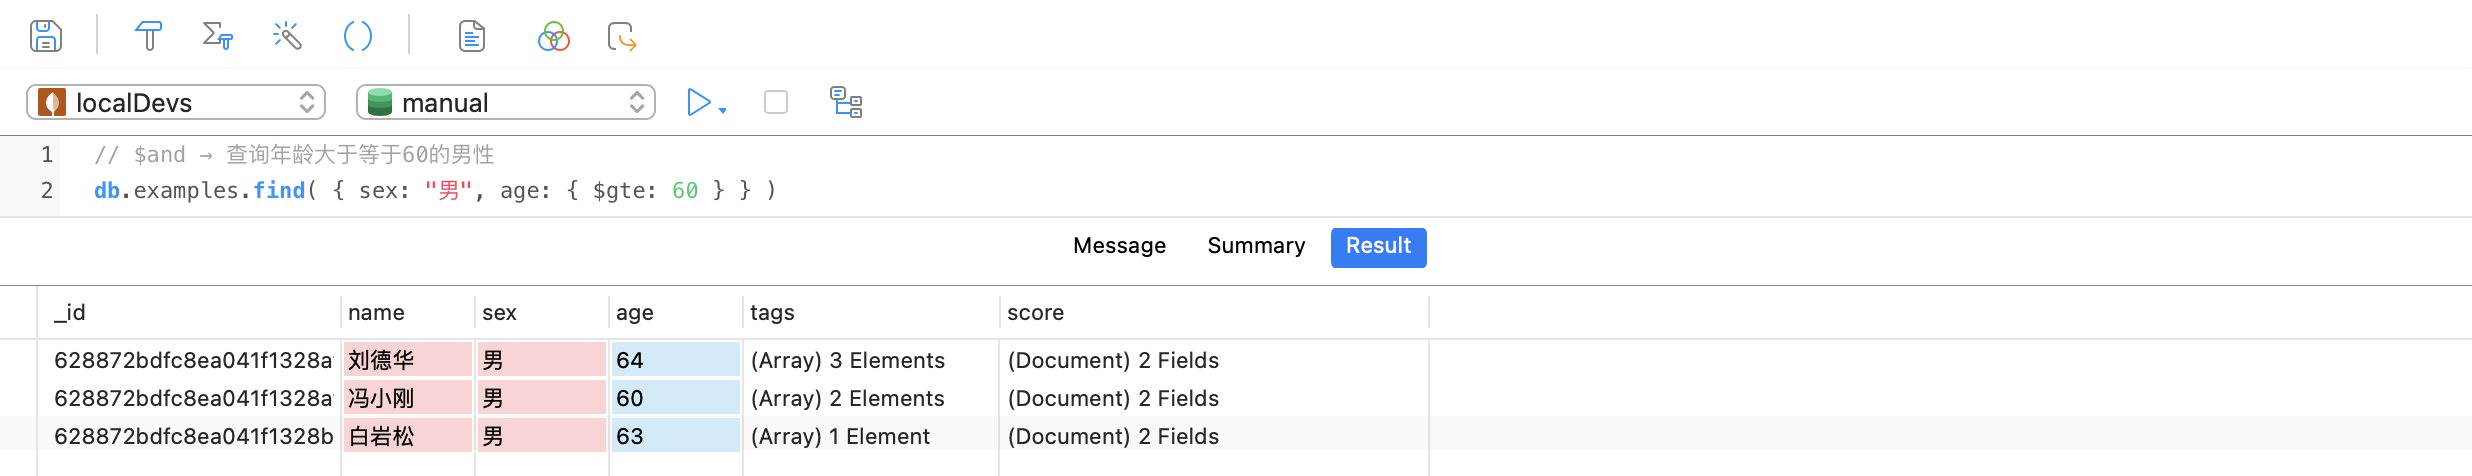 localDevs manual
1 // $and → 查询年龄大于等于60的男性
2 db.examples.find( { sex: "男", age: { $gte: 60 } } )
Message Summary Result
_id name sex age tags score
628872bdfc8ea041f1328a 刘德华 男 64 (Array) 3 Elements (Document) 2 Fields
628872bdfc8ea041f1328a 冯小刚 男 60 (Array) 2 Elements (Document) 2 Fields
628872bdfc8ea041f1328b 白岩松 男 63 (Array) 1 Element (Document) 2 Fields